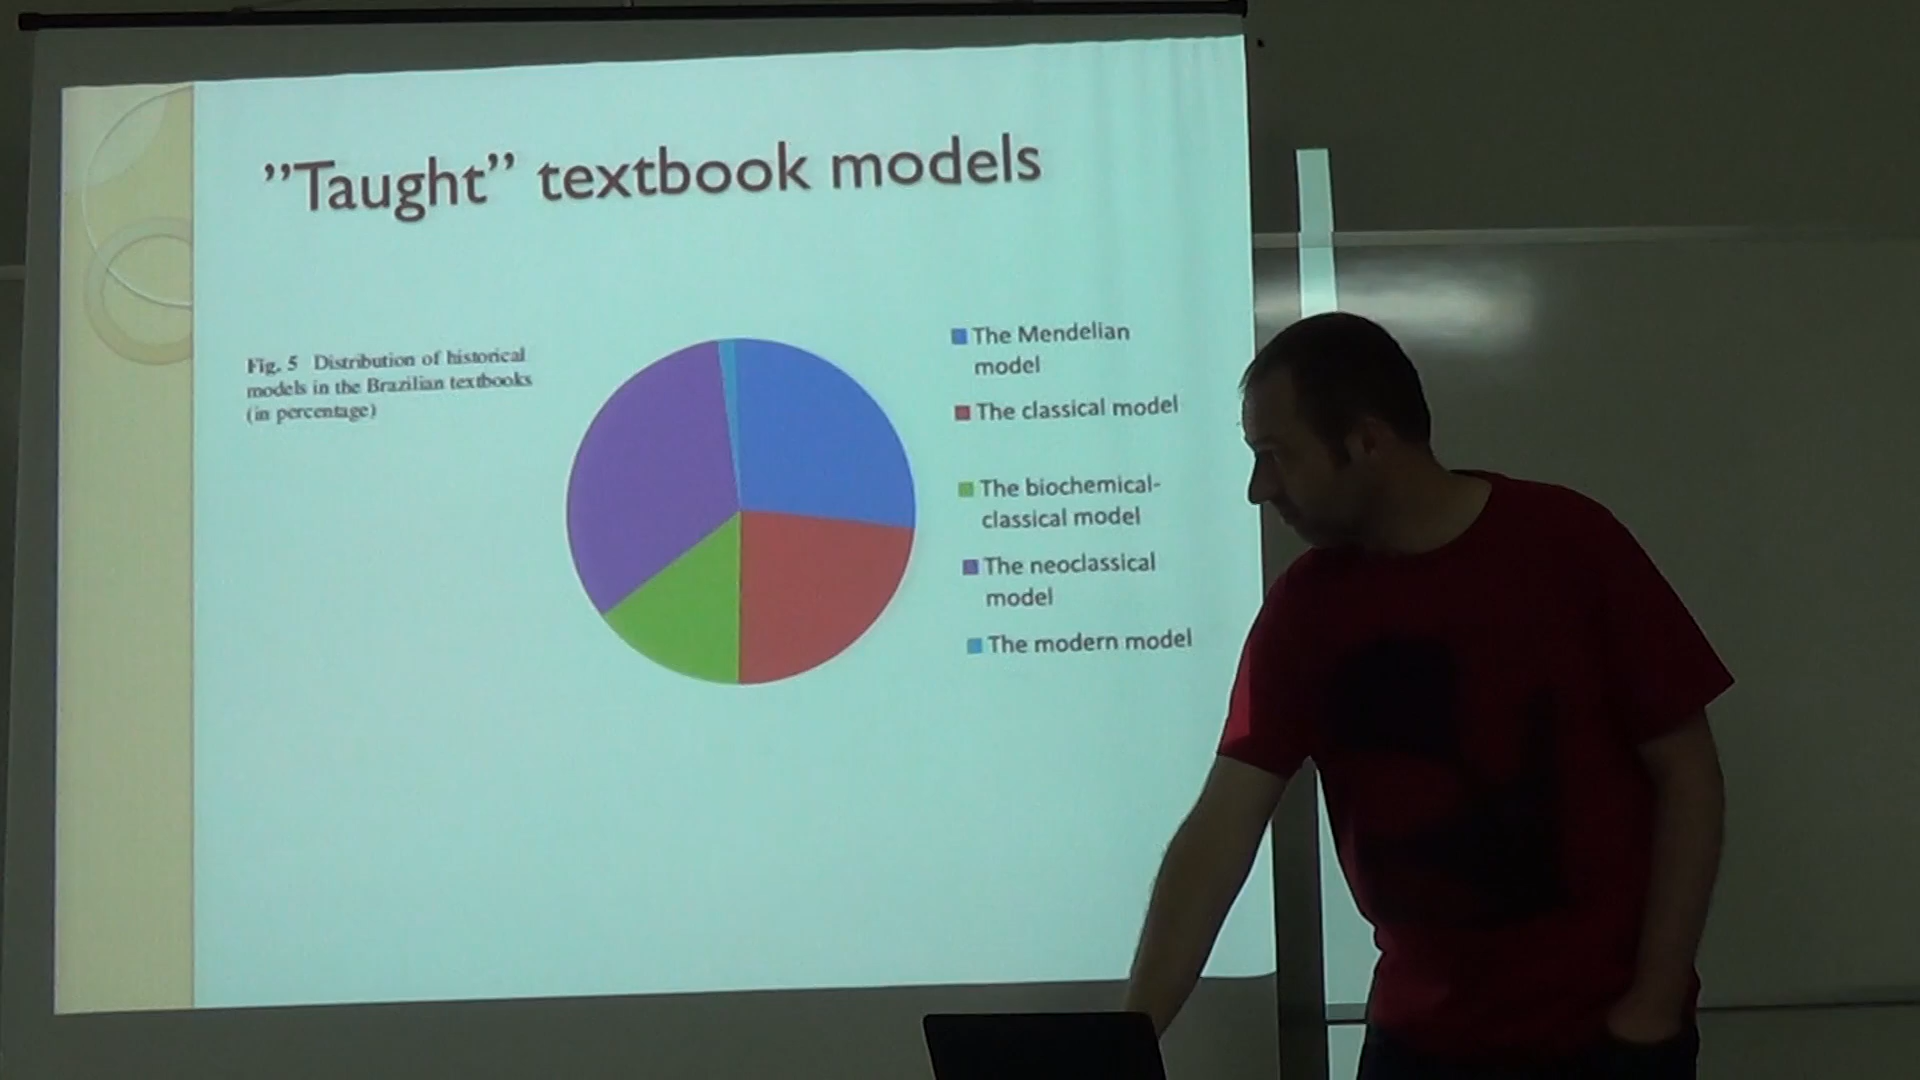 ”Taught” textbook models
Fig. 5 Distribution of historical
models in the Brazilian textbooks
(in percentage)
The Mendelian
model
The classical model
The biochemical-
classical model
The neoclassical
model
The modern model